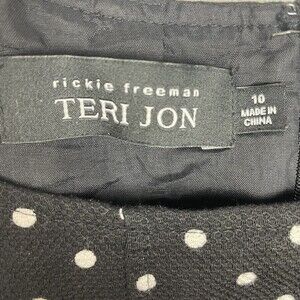 rickie freeman
TERI JON
10
MADE IN
CHINA